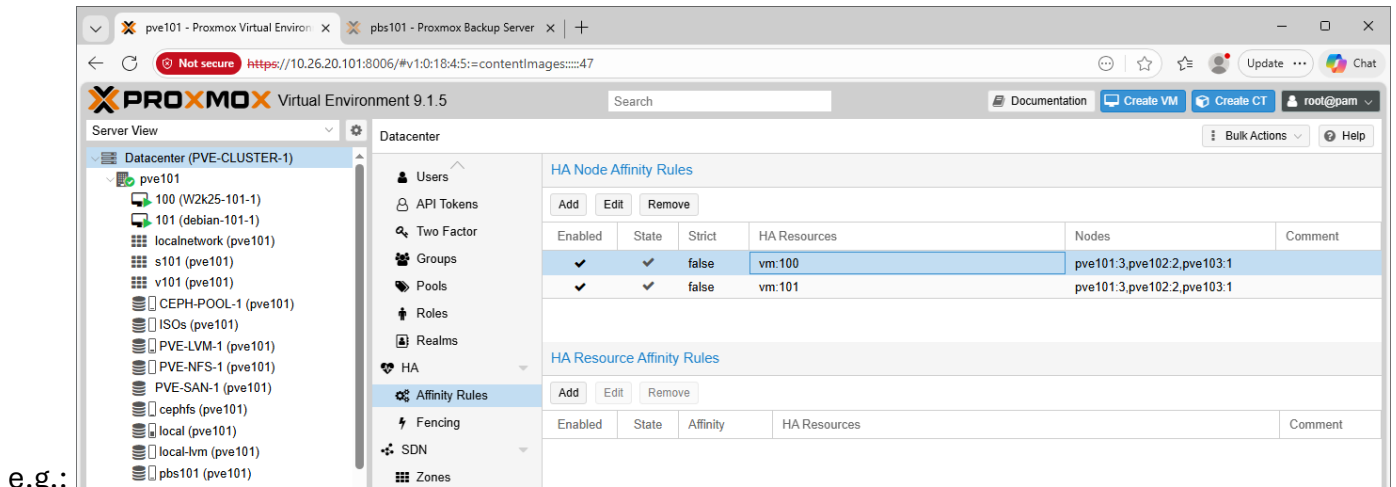 pve101 - Proxmox Virtual Environ
pbs101 - Proxmox Backup Server
Not secure https://10.26.20.101:8006/#v1:0:18:4:5:=contentImages:::::47
Update
Chat
PROXMOX Virtual Environment 9.1.5
Search
Documentation
Create VM
Create CT
root@pam
Server View
Datacenter
Bulk Actions
Help
Datacenter (PVE-CLUSTER-1)
pve101
100 (W2k25-101-1)
101 (debian-101-1)
localnetwork (pve101)
s101 (pve101)
v101 (pve101)
CEPH-POOL-1 (pve101)
ISOs (pve101)
PVE-LVM-1 (pve101)
PVE-NFS-1 (pve101)
PVE-SAN-1 (pve101)
cephfs (pve101)
local (pve101)
local-lvm (pve101)
pbs101 (pve101)
Users
API Tokens
Two Factor
Groups
Pools
Roles
Realms
HA
Affinity Rules
Fencing
SDN
Zones
HA Node Affinity Rules
Add Edit Remove
Enabled State Strict HA Resources Nodes Comment
false vm:100 pve101:3,pve102:2,pve103:1
false vm:101 pve101:3,pve102:2,pve103:1
HA Resource Affinity Rules
Add Edit Remove
Enabled State Affinity HA Resources Comment
e.g.: